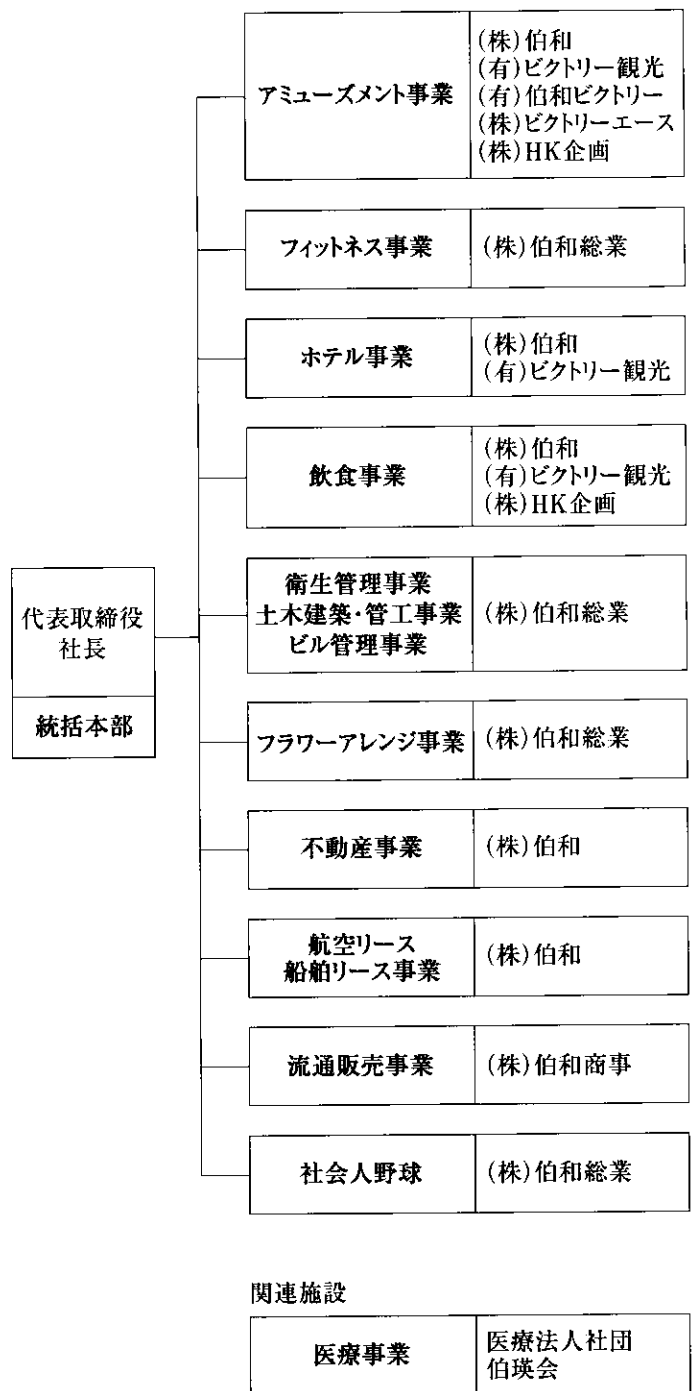 アミューズメント事業
(株)伯和
(有)ビクトリー観光
(有)伯和ビクトリー
(株)ビクトリーエース
(株)HK企画
フィットネス事業
(株)伯和総業
ホテル事業
(株)伯和
(有)ビクトリー観光
飲食事業
(株)伯和
(有)ビクトリー観光
(株)HK企画
代表取締役
社長
統括本部
衛生管理事業
土木建築・管工事業
ビル管理事業
(株)伯和総業
フラワーアレンジ事業
(株)伯和総業
不動産事業
(株)伯和
航空リース
船舶リース事業
(株)伯和
流通販売事業
(株)伯和商事
社会人野球
(株)伯和総業
関連施設
医療事業
医療法人社団
伯瑛会